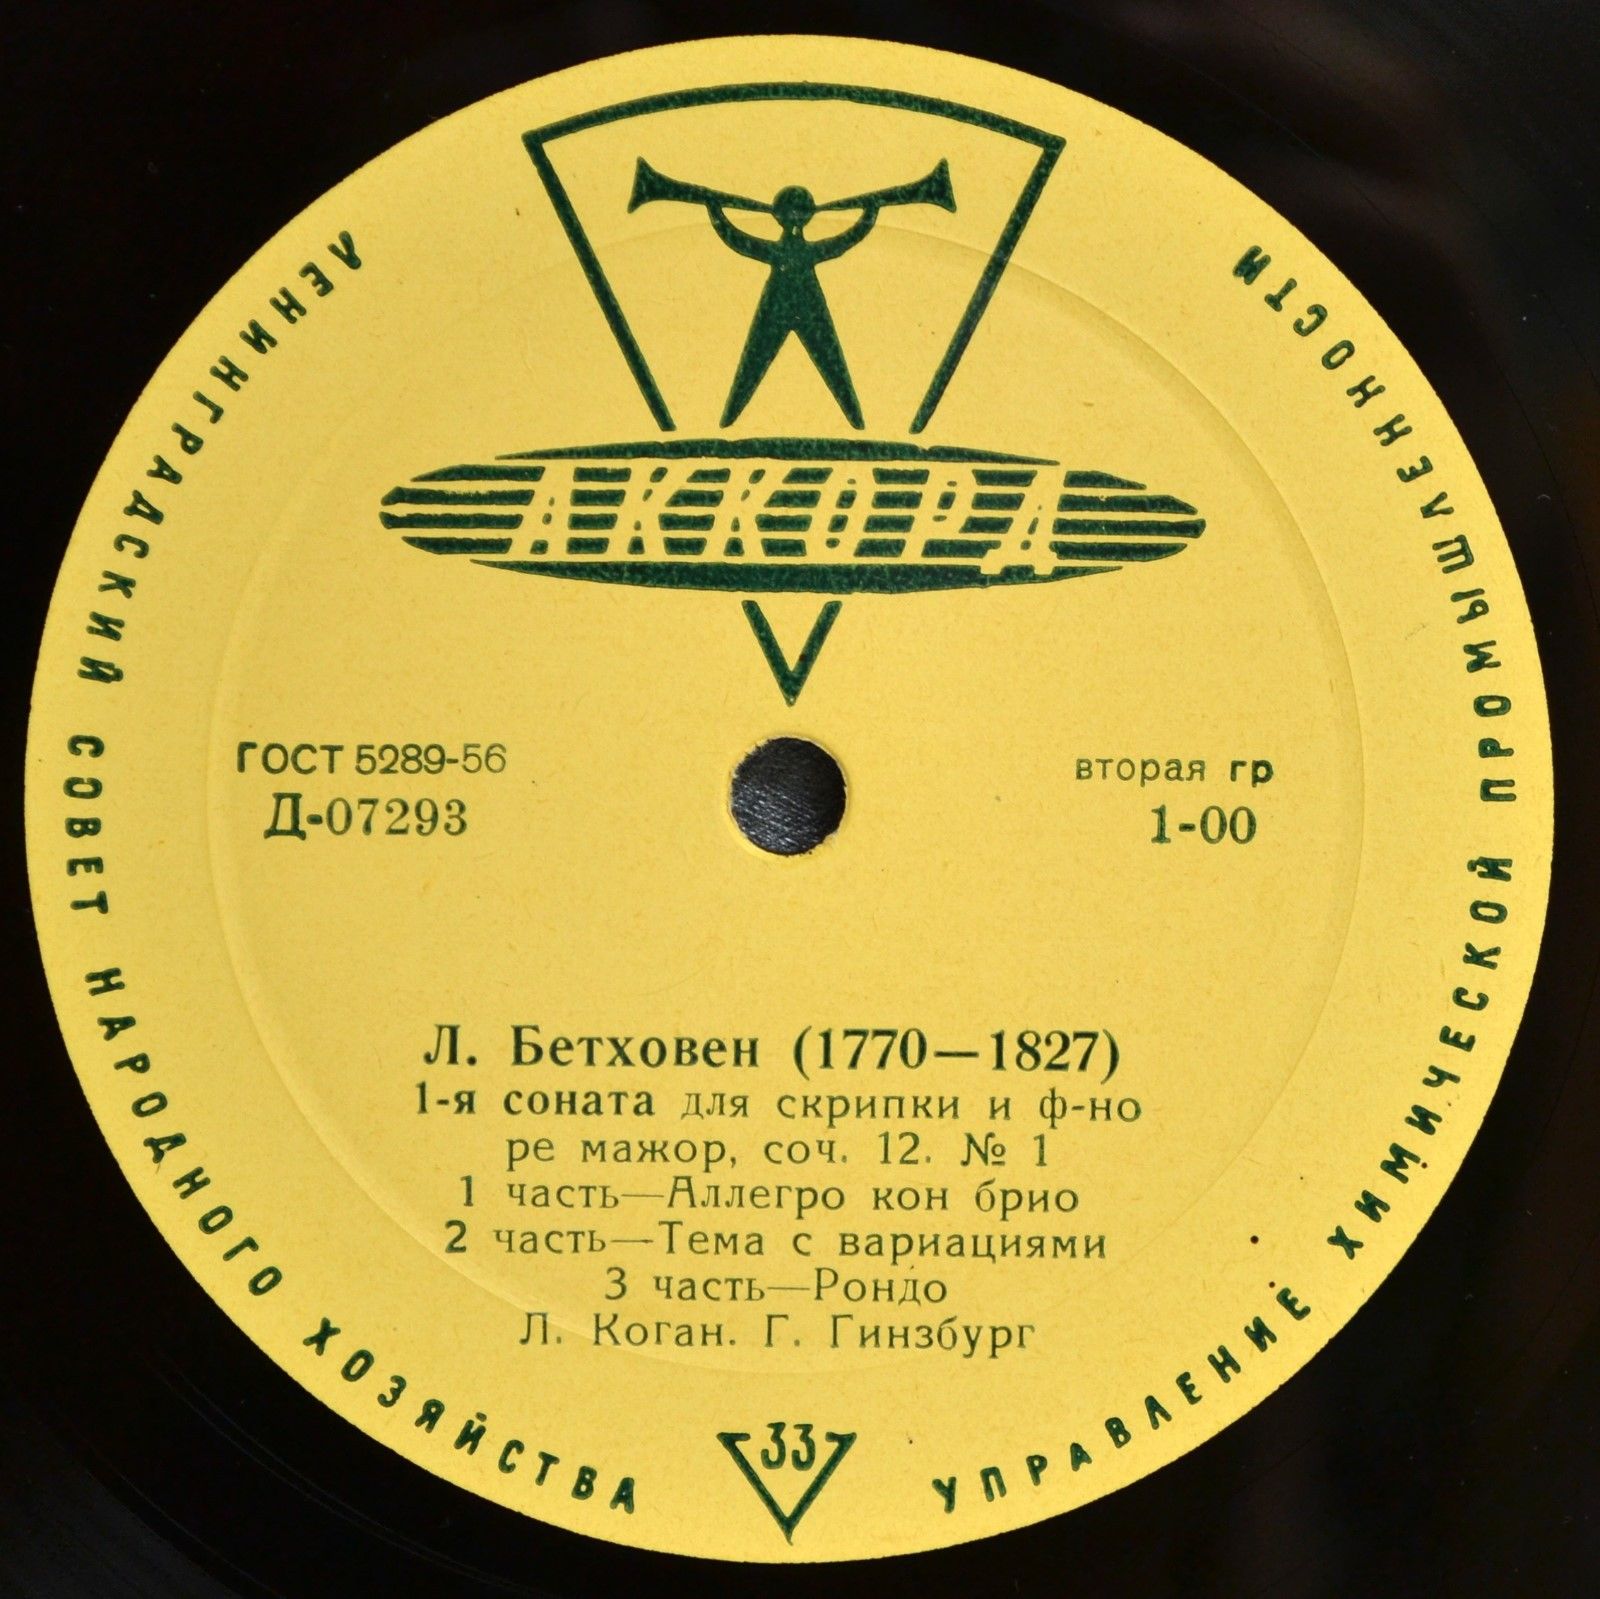 ЛЕНИНГРАДСКИЙ СОВЕТ НАРОДНОГО ХОЗЯЙСТВА
УПРАВЛЕНИЕ ХИМИЧЕСКОЙ ПРОМЫШЛЕННОСТИ
АККОРД
ГОСТ 5289-56
Д-07293
вторая гр
1-00
Л. Бетховен (1770—1827)
1-я соната для скрипки и ф-но
ре мажор, соч. 12. № 1
1 часть—Аллегро кон брио
2 часть—Тема с вариациями
3 часть—Рондо
Л. Коган. Г. Гинзбург
33